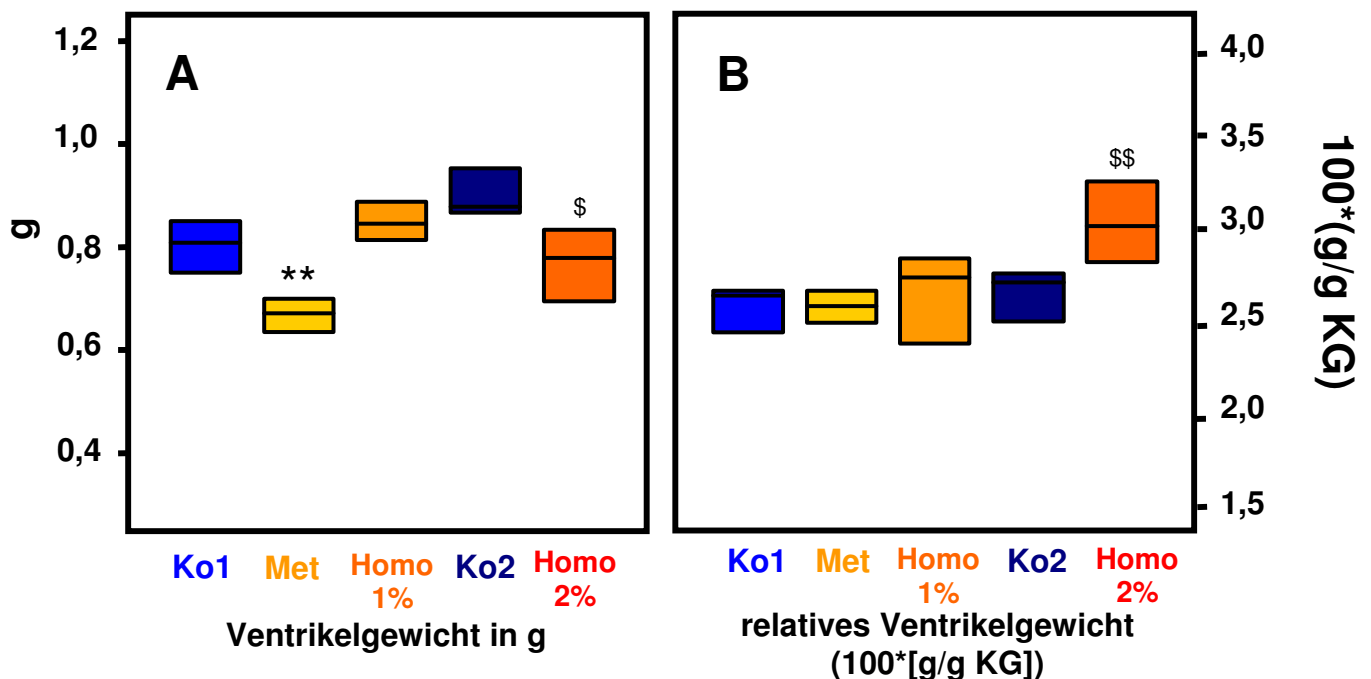 A
1,2
1,0
0,8
0,6
0,4
g
**
$
Ko1 Met Homo 1% Ko2 Homo 2%
Ventrikelgewicht in g
B
4,0
3,5
3,0
2,5
2,0
1,5
100*(g/g KG)
$$
Ko1 Met Homo 1% Ko2 Homo 2%
relatives Ventrikelgewicht
(100*[g/g KG])